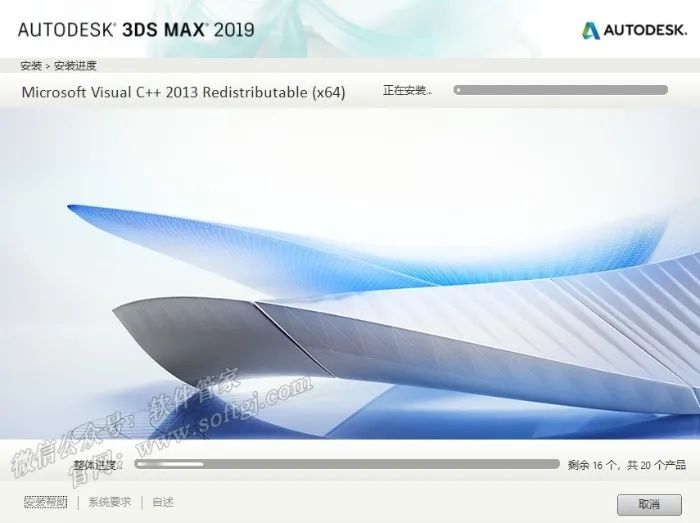 AUTODESK® 3DS MAX® 2019
AUTODESK.
安装 > 安装进度
Microsoft Visual C++ 2013 Redistributable (x64)
正在安装...
微信公众号：软件管家
官网：www.softgj.com
整体进度...
剩余 16 个，共 20 个产品
安装帮助 | 系统要求 | 自述
取消